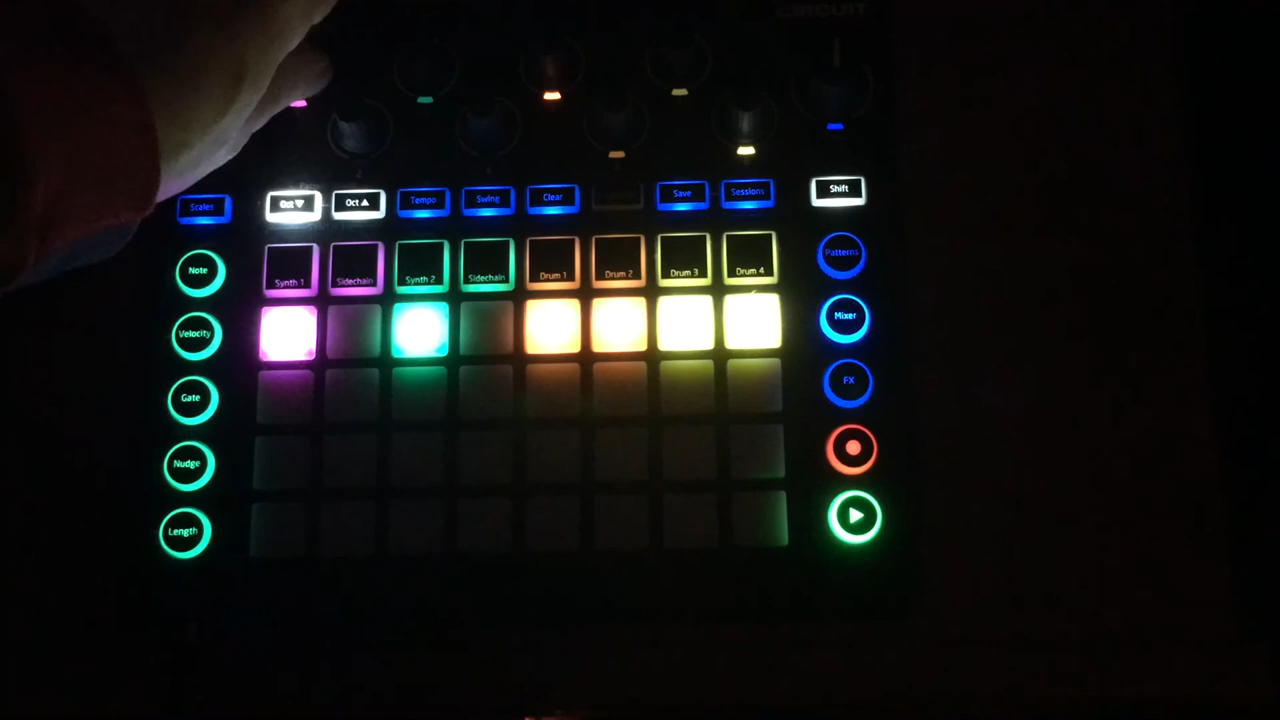 CIRCUIT
Scales
Oct ▼
Oct ▲
Tempo
Swing
Clear
Save
Sessions
Shift
Note
Synth 1
Sidechain
Synth 2
Sidechain
Drum 1
Drum 2
Drum 3
Drum 4
Patterns
Velocity
Mixer
Gate
FX
Nudge
Length